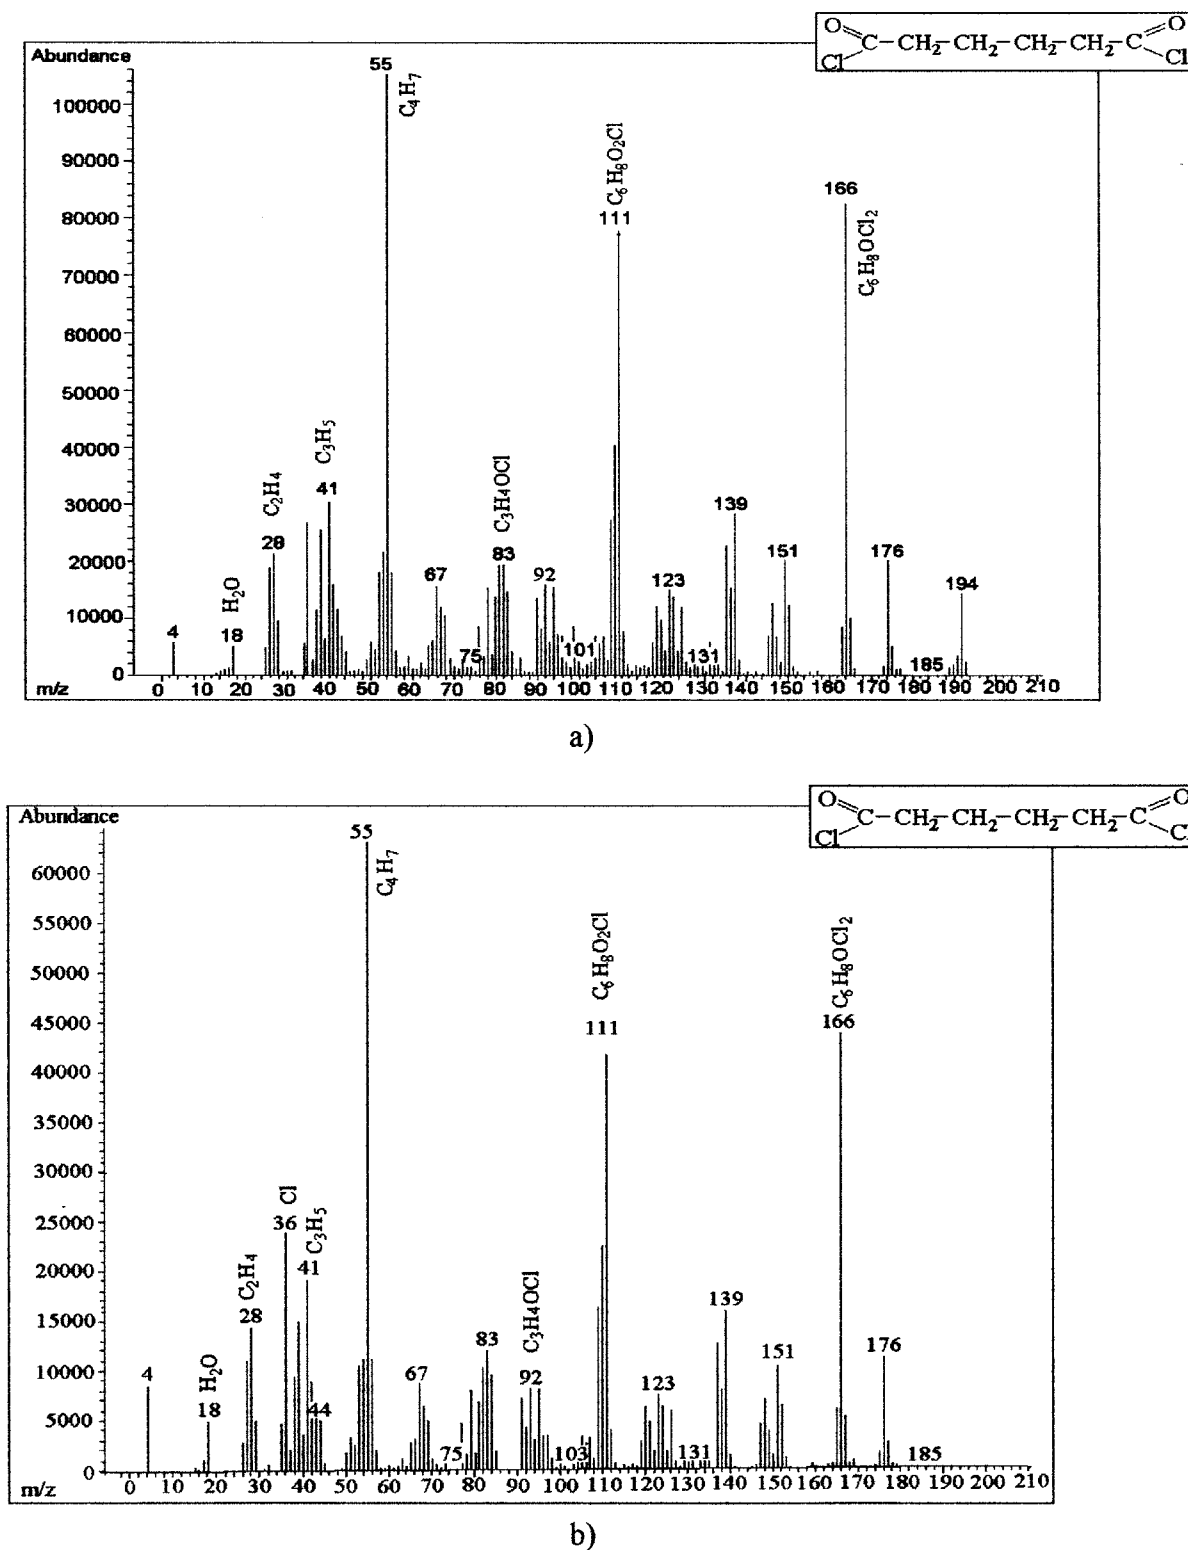 O O
C-CH2-CH2-CH2-CH2-C
Cl Cl
Abundance
55
C4H7
100000
90000
80000
70000
60000
50000
40000
30000
20000
10000
0
m/z
C6H8O2Cl
111
166
C6H8OCl2
C3H5
41
C2H4
28
H2O
18
4
C3H4OCl
83
67
75
92
101
123
131
139
151
176
185
194
0 10 20 30 40 50 60 70 80 90 100 110 120 130 140 150 160 170 180 190 200 210
a)
O O
C-CH2-CH2-CH2-CH2-C
Cl Cl
Abundance
55
C4H7
60000
55000
50000
45000
40000
35000
30000
25000
20000
15000
10000
5000
0
m/z
C6H8O2Cl
111
C6H8OCl2
166
Cl
36
C3H5
41
C2H4
28
H2O
18
4
44
67
75
83
C3H4OCl
92
103
123
131
139
151
176
185
0 10 20 30 40 50 60 70 80 90 100 110 120 130 140 150 160 170 180 190 200 210
b)